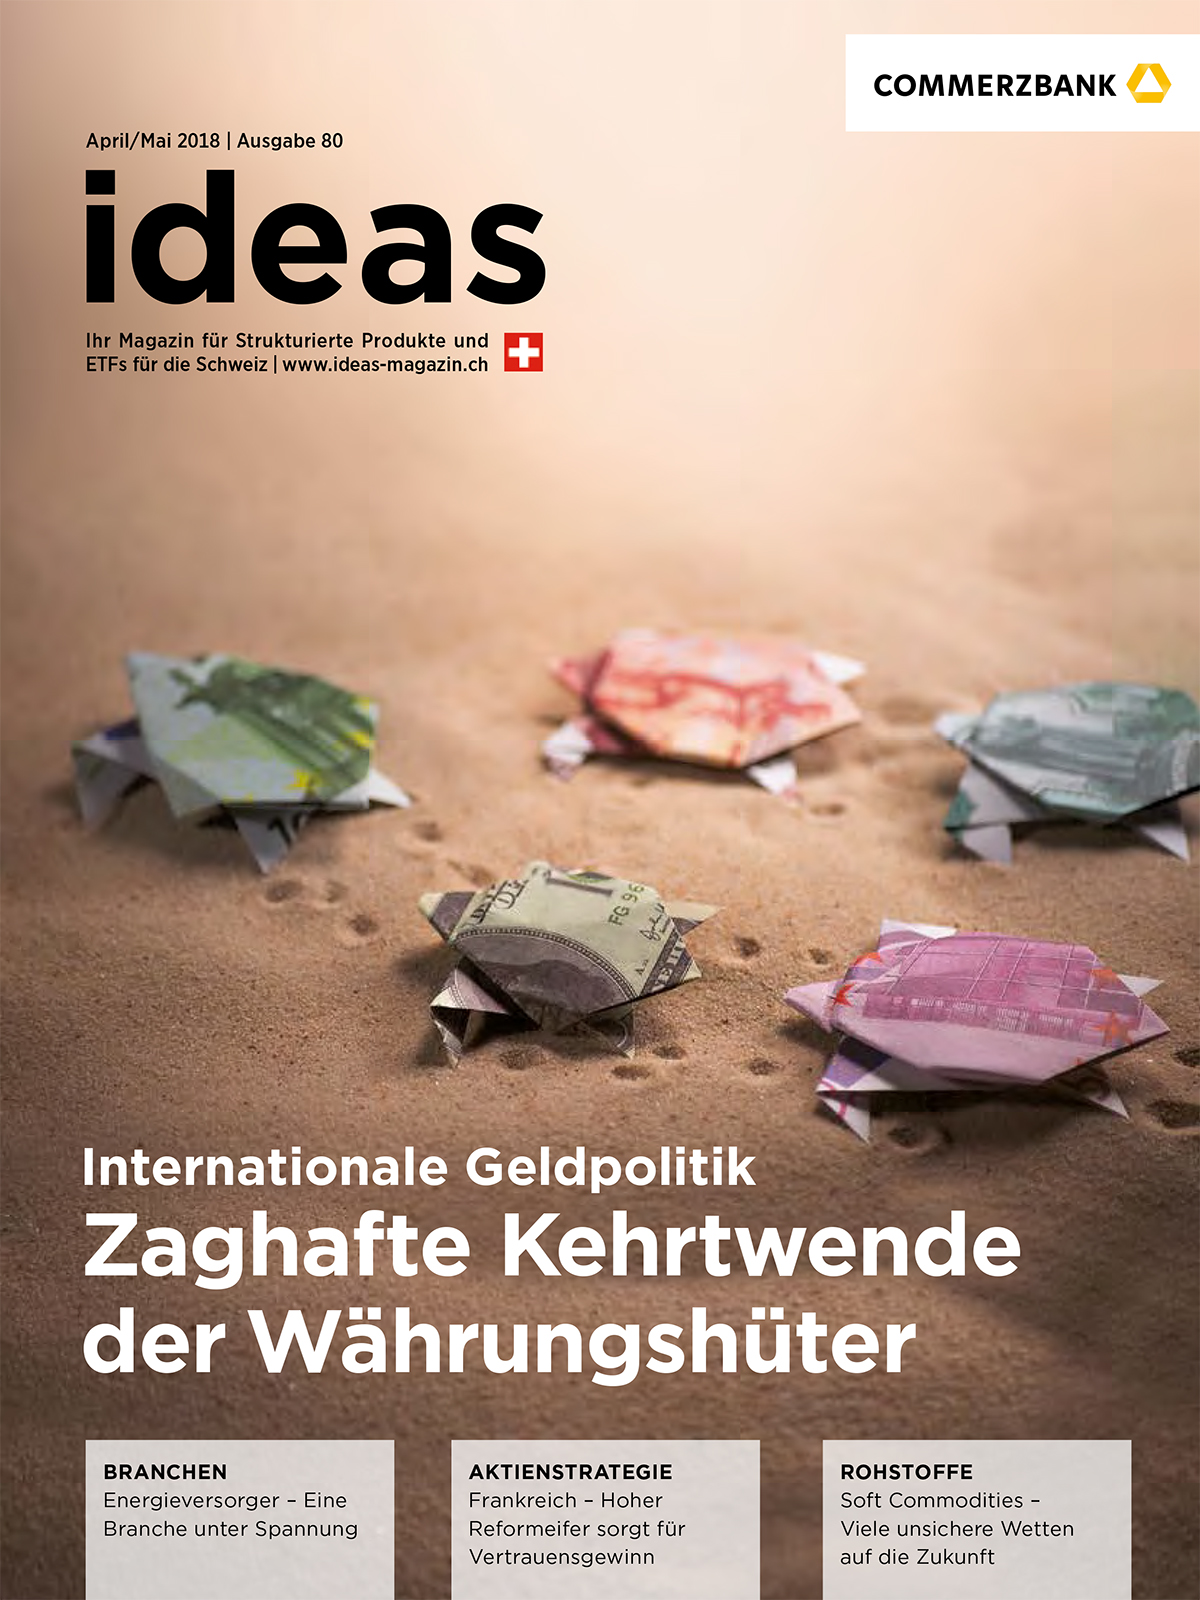 COMMERZBANK
April/Mai 2018 | Ausgabe 80
ideas
Ihr Magazin für Strukturierte Produkte und
ETFs für die Schweiz | www.ideas-magazin.ch
FG 96
Internationale Geldpolitik
Zaghafte Kehrtwende
der Währungshüter
BRANCHEN
Energieversorger – Eine
Branche unter Spannung
AKTIENSTRATEGIE
Frankreich – Hoher
Reformeifer sorgt für
Vertrauensgewinn
ROHSTOFFE
Soft Commodities –
Viele unsichere Wetten
auf die Zukunft